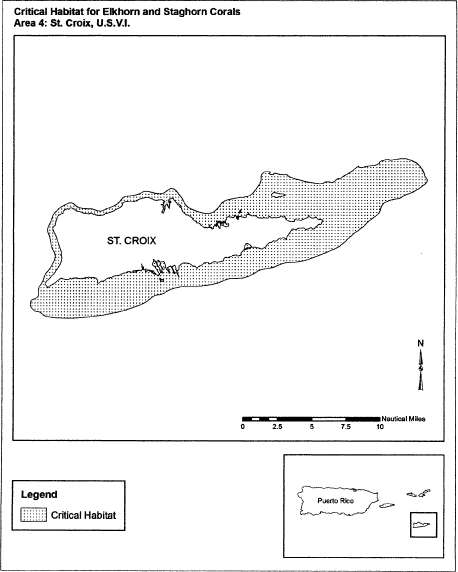 Critical Habitat for Elkhorn and Staghorn Corals
Area 4: St. Croix, U.S.V.I.
ST. CROIX
N
Nautical Miles
0 2.5 5 7.5 10
Legend
Critical Habitat
Puerto Rico